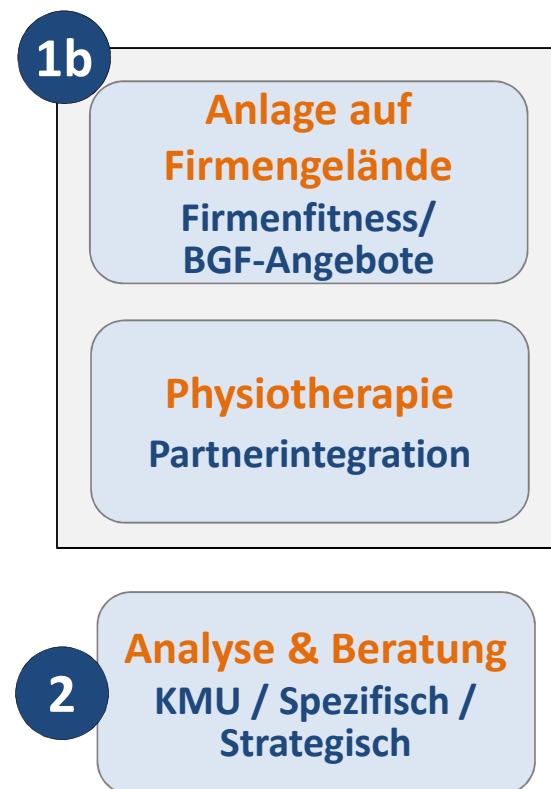 1b
Anlage auf
Firmengelände
Firmenfitness/
BGF-Angebote
Physiotherapie
Partnerintegration
2
Analyse & Beratung
KMU / Spezifisch /
Strategisch